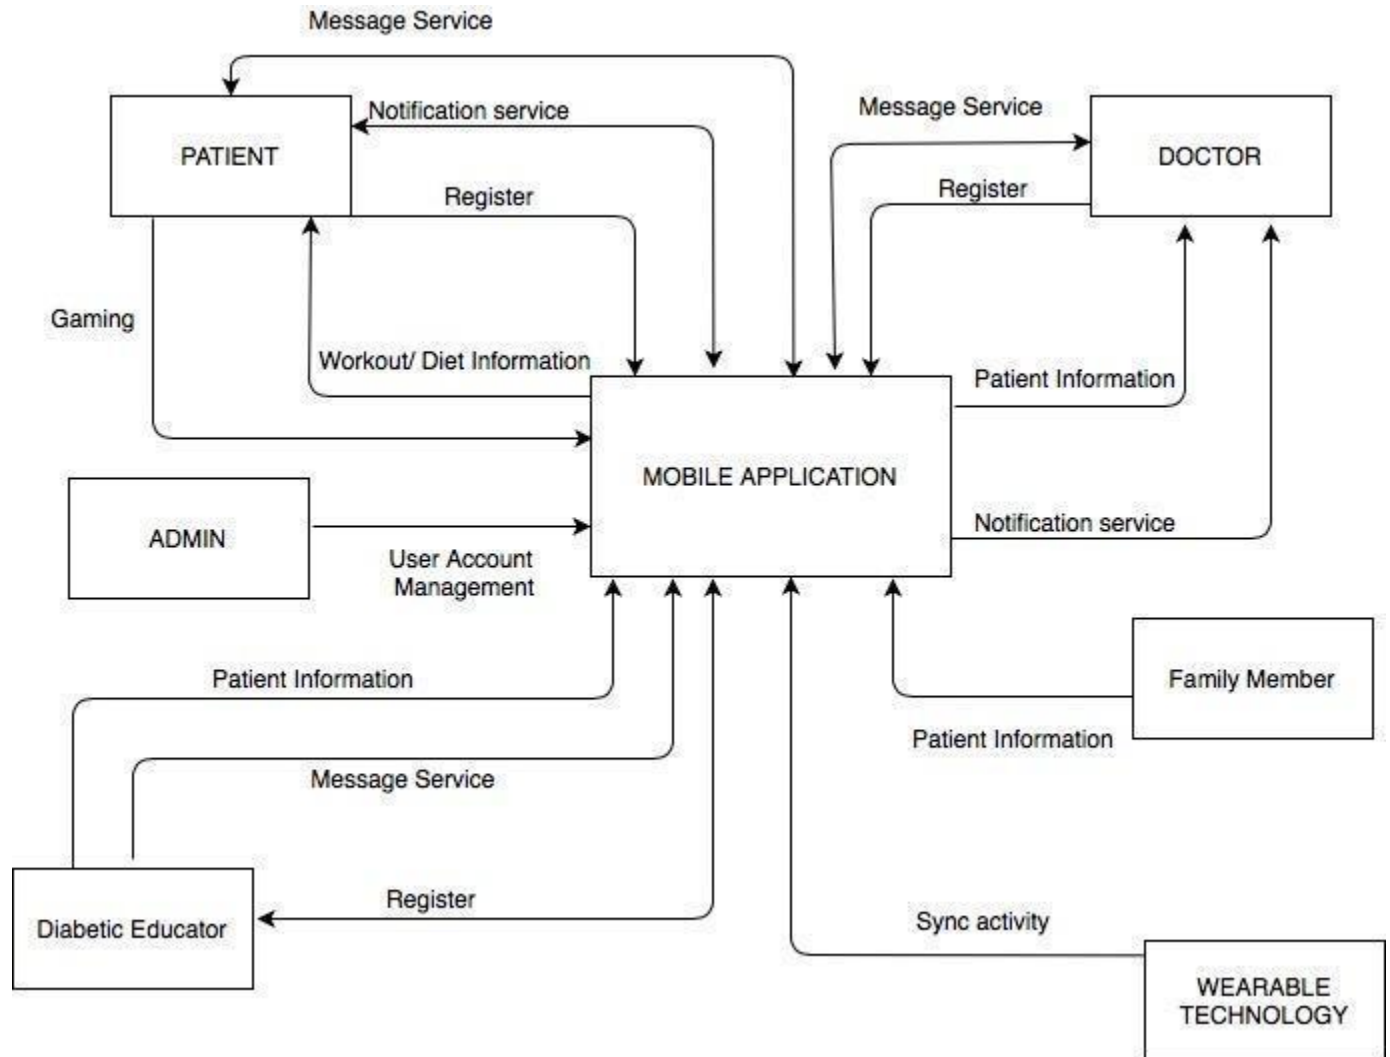 Message Service
Notification service
Message Service
PATIENT
DOCTOR
Register
Register
Gaming
Workout/ Diet Information
Patient Information
MOBILE APPLICATION
Notification service
ADMIN
User Account
Management
Patient Information
Family Member
Patient Information
Message Service
Register
Diabetic Educator
Sync activity
WEARABLE
TECHNOLOGY